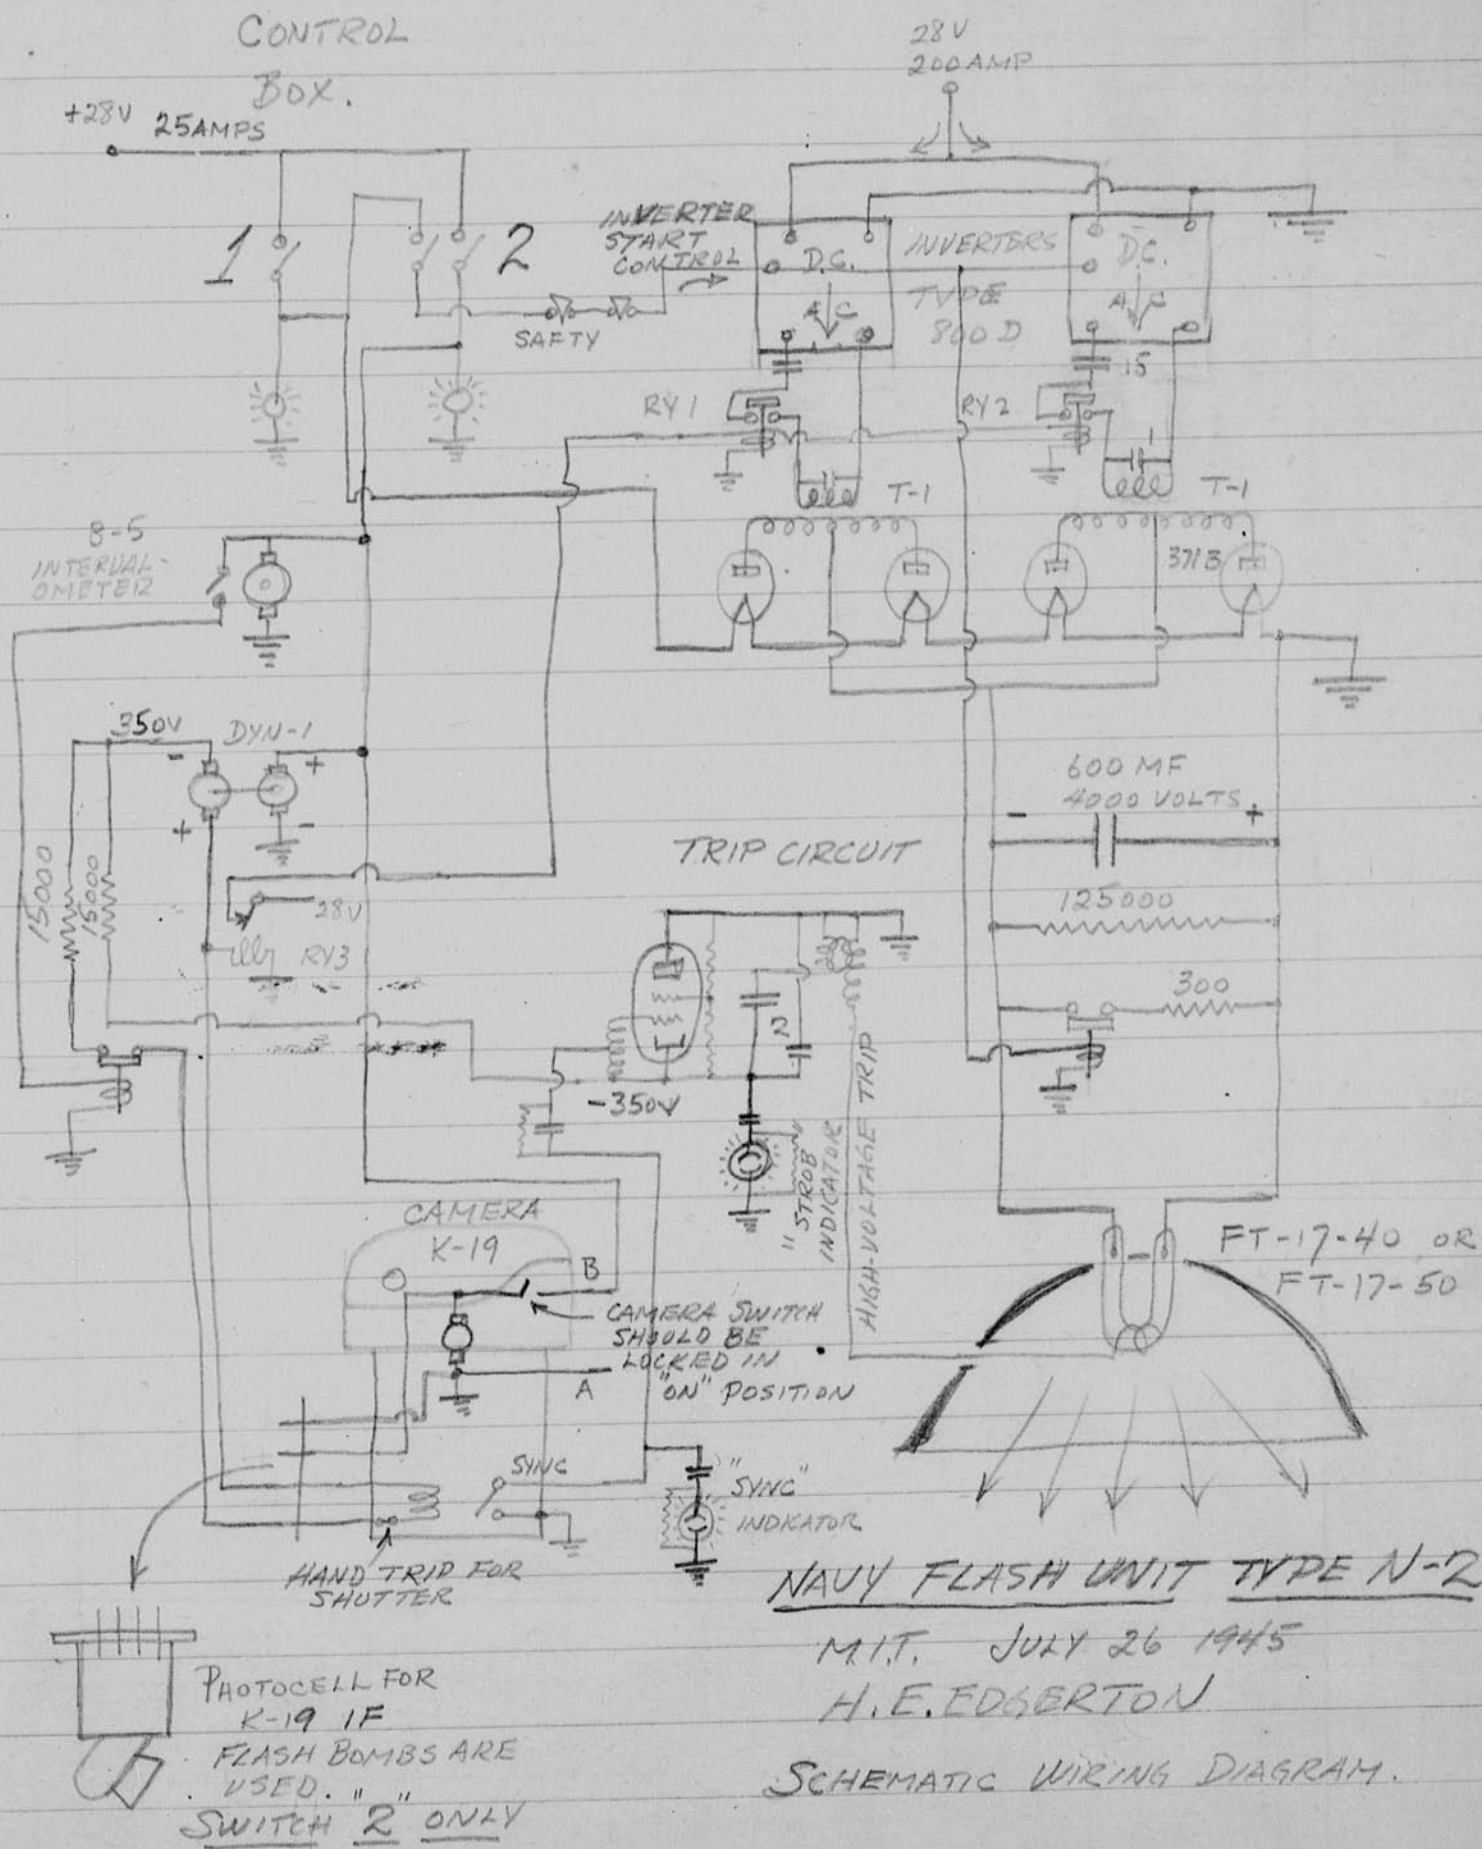 CONTROL
BOX.
+28V 25AMPS
28V
200AMP
1
2
INVERTER
START
CONTROL
D.C.
INVERTERS
D.C.
AC
TYPE
800D
AC
SAFTY
15
RY1
RY2
1
T-1
T-1
B-5
INTERVAL-
OMETER
371B
350V
DYN-1
-
+
+
-
600 MF
4000 VOLTS
-
+
TRIP CIRCUIT
15000
15000
28V
RY3
125000
300
2
-350V
"STROB
INDICATOR
HIGH-VOLTAGE TRIP
CAMERA
K-19
B
CAMERA SWITCH
SHOULD BE
LOCKED IN
"ON" POSITION
A
FT-17-40 OR
FT-17-50
SYNC
"SYNC"
INDICATOR
HAND TRIP FOR
SHUTTER
NAVY FLASH UNIT TYPE N-2
M.I.T. JULY 26 1945
H.E. EDGERTON
SCHEMATIC WIRING DIAGRAM.
PHOTOCELL FOR
K-19 IF
FLASH BOMBS ARE
USED.
SWITCH "2" ONLY